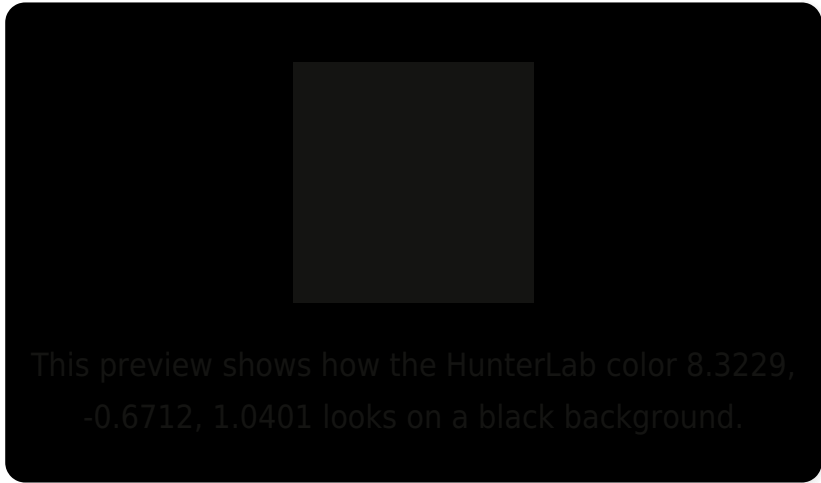 This preview shows how the HunterLab color 8.3229,
-0.6712, 1.0401 looks on a black background.